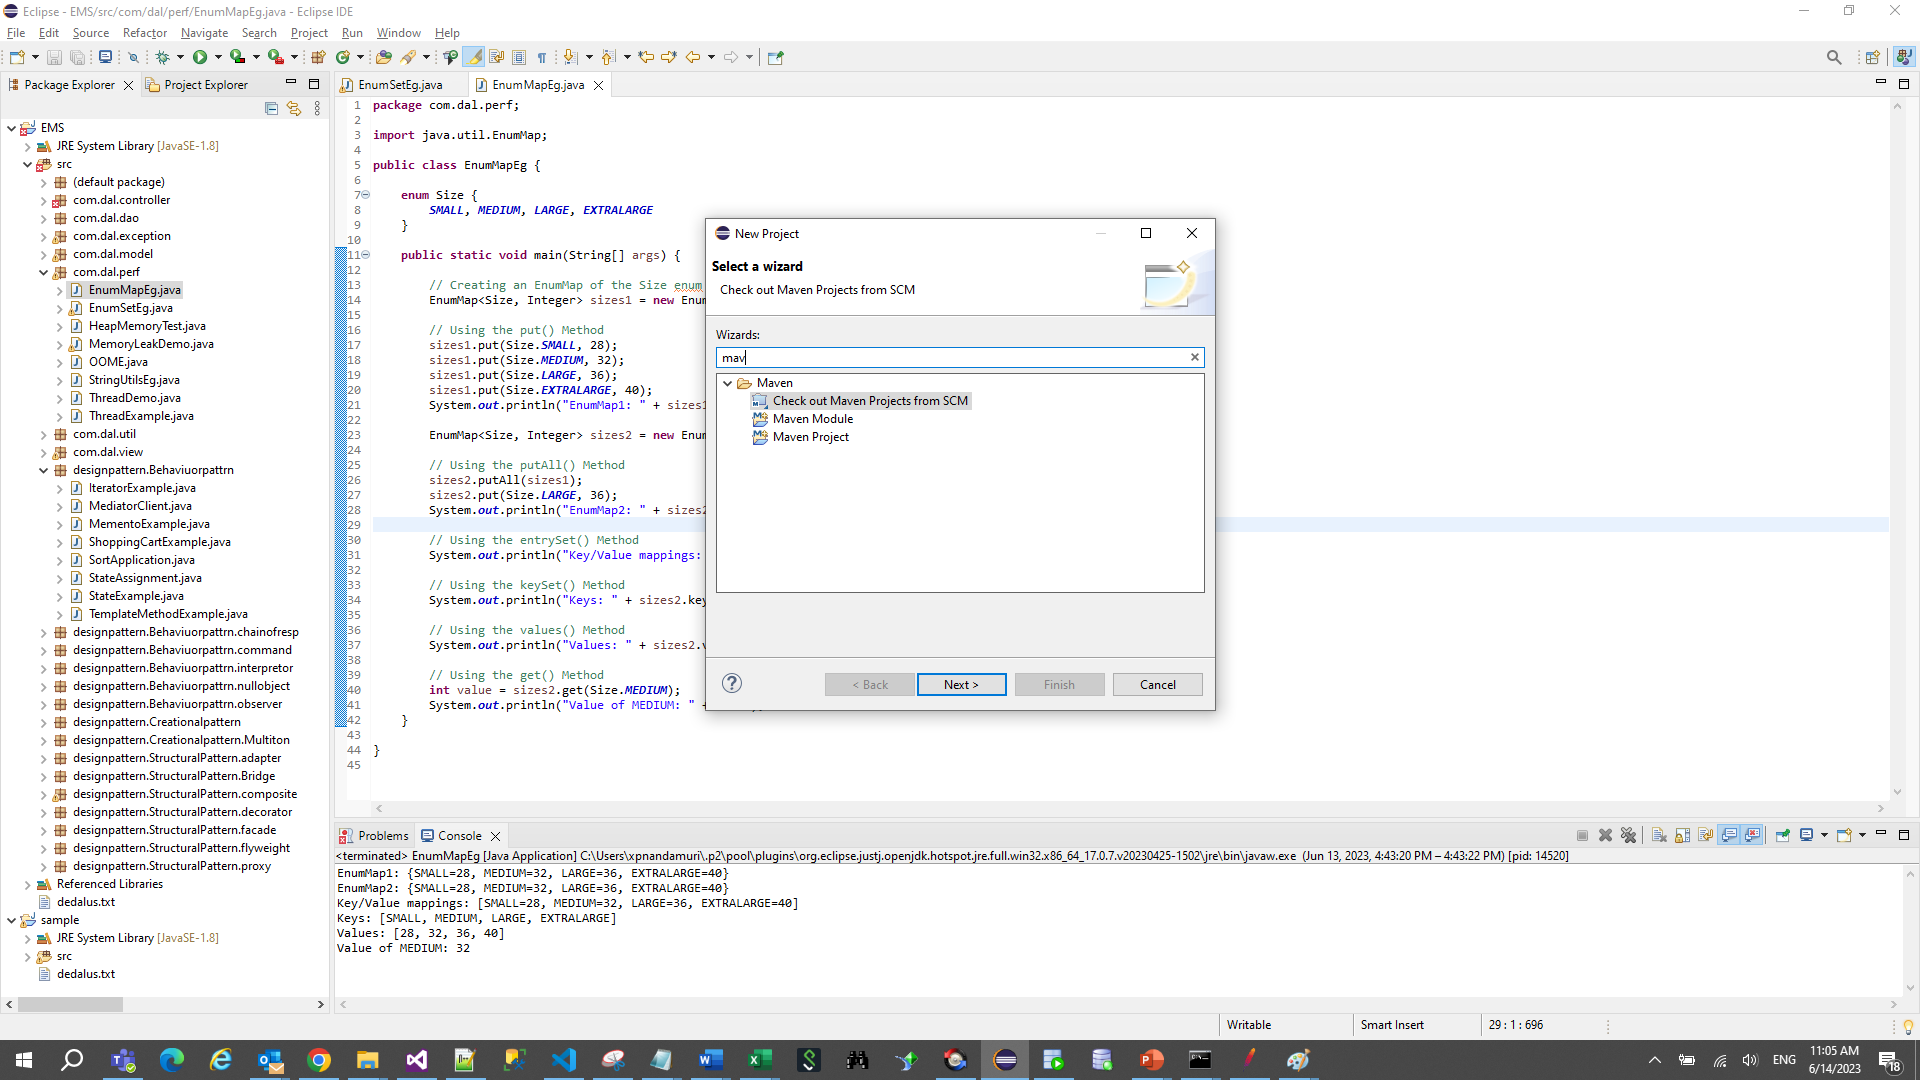 Eclipse - EMS/src/com/dal/perf/EnumMapEg.java - Eclipse IDE
File Edit Source Refactor Navigate Search Project Run Window Help
Package Explorer Project Explorer
EMS
JRE System Library [JavaSE-1.8]
src
(default package)
com.dal.controller
com.dal.dao
com.dal.exception
com.dal.model
com.dal.perf
EnumMapEg.java
EnumSetEg.java
HeapMemoryTest.java
MemoryLeakDemo.java
OOME.java
StringUtilsEg.java
ThreadDemo.java
ThreadExample.java
com.dal.util
com.dal.view
designpattern.Behaviuorpattrn
IteratorExample.java
MediatorClient.java
MementoExample.java
ShoppingCartExample.java
SortApplication.java
StateAssignment.java
StateExample.java
TemplateMethodExample.java
designpattern.Behaviuorpattrn.chainofresp
designpattern.Behaviuorpattrn.command
designpattern.Behaviuorpattrn.interpretor
designpattern.Behaviuorpattrn.nullobject
designpattern.Behaviuorpattrn.observer
designpattern.Creationalpattern
designpattern.Creationalpattern.Multiton
designpattern.StructuralPattern.adapter
designpattern.StructuralPattern.Bridge
designpattern.StructuralPattern.composite
designpattern.StructuralPattern.decorator
designpattern.StructuralPattern.facade
designpattern.StructuralPattern.flyweight
designpattern.StructuralPattern.proxy
Referenced Libraries
dedalus.txt
sample
JRE System Library [JavaSE-1.8]
src
dedalus.txt
EnumSetEg.java EnumMapEg.java
1 package com.dal.perf;
2
3 import java.util.EnumMap;
4
5 public class EnumMapEg {
6
7 enum Size {
8 SMALL, MEDIUM, LARGE, EXTRALARGE
9 }
10
11 public static void main(String[] args) {
12
13 // Creating an EnumMap of the Size enum
14 EnumMap<Size, Integer> sizes1 = new Enum
15
16 // Using the put() Method
17 sizes1.put(Size.SMALL, 28);
18 sizes1.put(Size.MEDIUM, 32);
19 sizes1.put(Size.LARGE, 36);
20 sizes1.put(Size.EXTRALARGE, 40);
21 System.out.println("EnumMap1: " + sizes1
22
23 EnumMap<Size, Integer> sizes2 = new Enum
24
25 // Using the putAll() Method
26 sizes2.putAll(sizes1);
27 sizes2.put(Size.LARGE, 36);
28 System.out.println("EnumMap2: " + sizes2
29
30 // Using the entrySet() Method
31 System.out.println("Key/Value mappings:
32
33 // Using the keySet() Method
34 System.out.println("Keys: " + sizes2.key
35
36 // Using the values() Method
37 System.out.println("Values: " + sizes2.v
38
39 // Using the get() Method
40 int value = sizes2.get(Size.MEDIUM);
41 System.out.println("Value of MEDIUM: " +
42 }
43
44 }
45
New Project
Select a wizard
Check out Maven Projects from SCM
Wizards:
mav
Maven
Check out Maven Projects from SCM
Maven Module
Maven Project
< Back Next > Finish Cancel
Problems Console
<terminated> EnumMapEg [Java Application] C:\Users\xpnandamuri\.p2\pool\plugins\org.eclipse.justj.openjdk.hotspot.jre.full.win32.x86_64_17.0.7.v20230425-1502\jre\bin\javaw.exe (Jun 13, 2023, 4:43:20 PM – 4:43:22 PM) [pid: 14520]
EnumMap1: {SMALL=28, MEDIUM=32, LARGE=36, EXTRALARGE=40}
EnumMap2: {SMALL=28, MEDIUM=32, LARGE=36, EXTRALARGE=40}
Key/Value mappings: [SMALL=28, MEDIUM=32, LARGE=36, EXTRALARGE=40]
Keys: [SMALL, MEDIUM, LARGE, EXTRALARGE]
Values: [28, 32, 36, 40]
Value of MEDIUM: 32
Writable Smart Insert 29 : 1 : 696
ENG
11:05 AM
6/14/2023
18